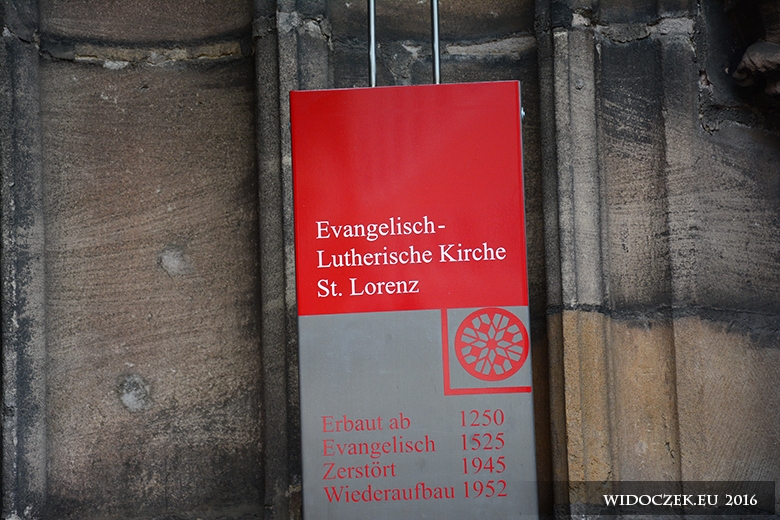 Evangelisch-
Lutherische Kirche
St. Lorenz
Erbaut ab 1250
Evangelisch 1525
Zerstört 1945
Wiederaufbau 1952
WIDOCZEK.EU 2016